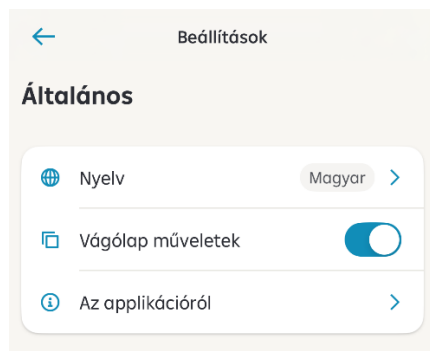 Beállítások
Általános
Nyelv Magyar
Vágólap műveletek
Az applikációról